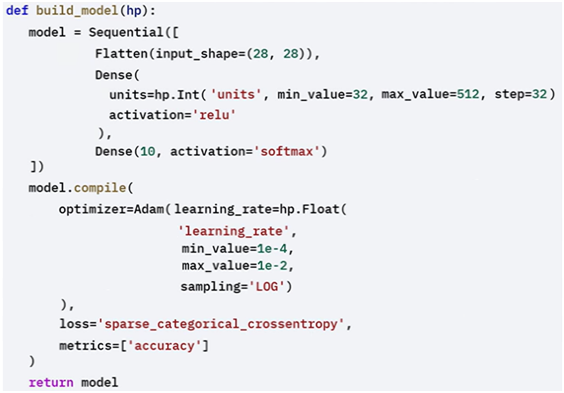 def build_model(hp):
model = Sequential([
Flatten(input_shape=(28, 28)),
Dense(
units=hp.Int( 'units', min_value=32, max_value=512, step=32)
activation='relu'
),
Dense(10, activation='softmax')
])
model.compile(
optimizer=Adam( learning_rate=hp.Float(
'learning_rate',
min_value=1e-4,
max_value=1e-2,
sampling='LOG')
),
loss='sparse_categorical_crossentropy',
metrics=['accuracy']
)
return model